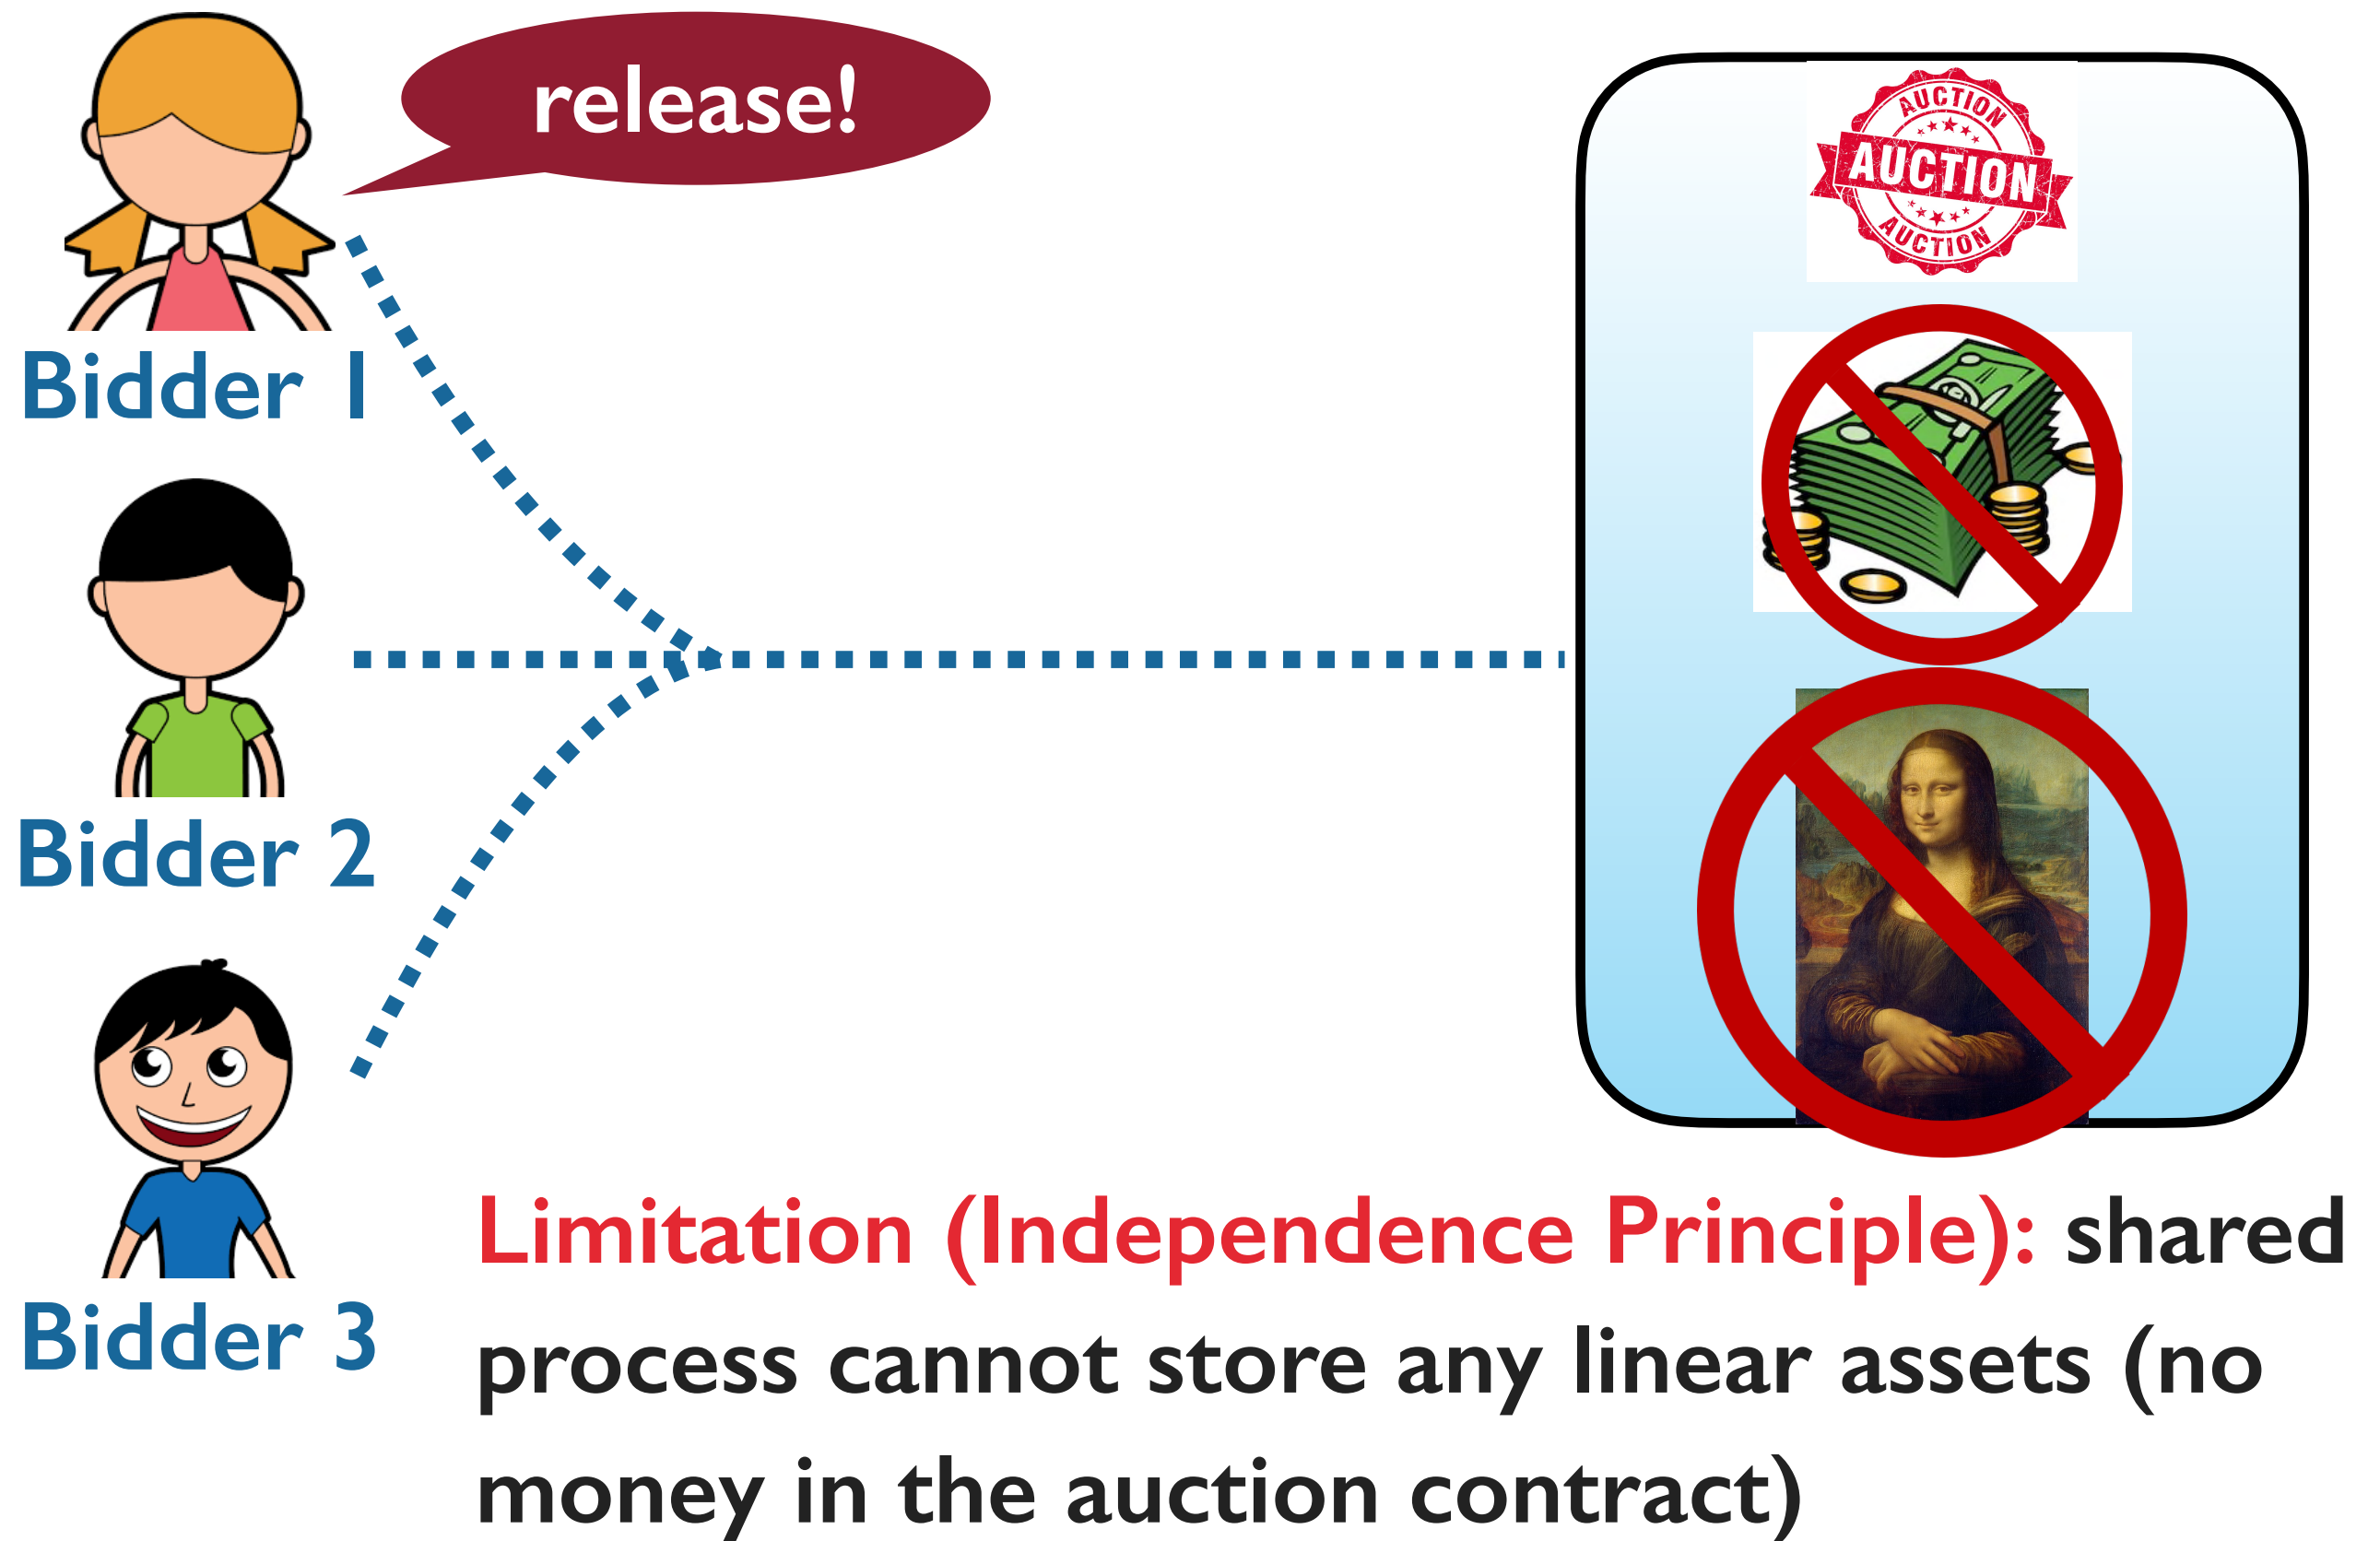 release!
AUCTION
AUCTION
AUCTION
Bidder 1
Bidder 2
Bidder 3
Limitation (Independence Principle): shared
process cannot store any linear assets (no
money in the auction contract)